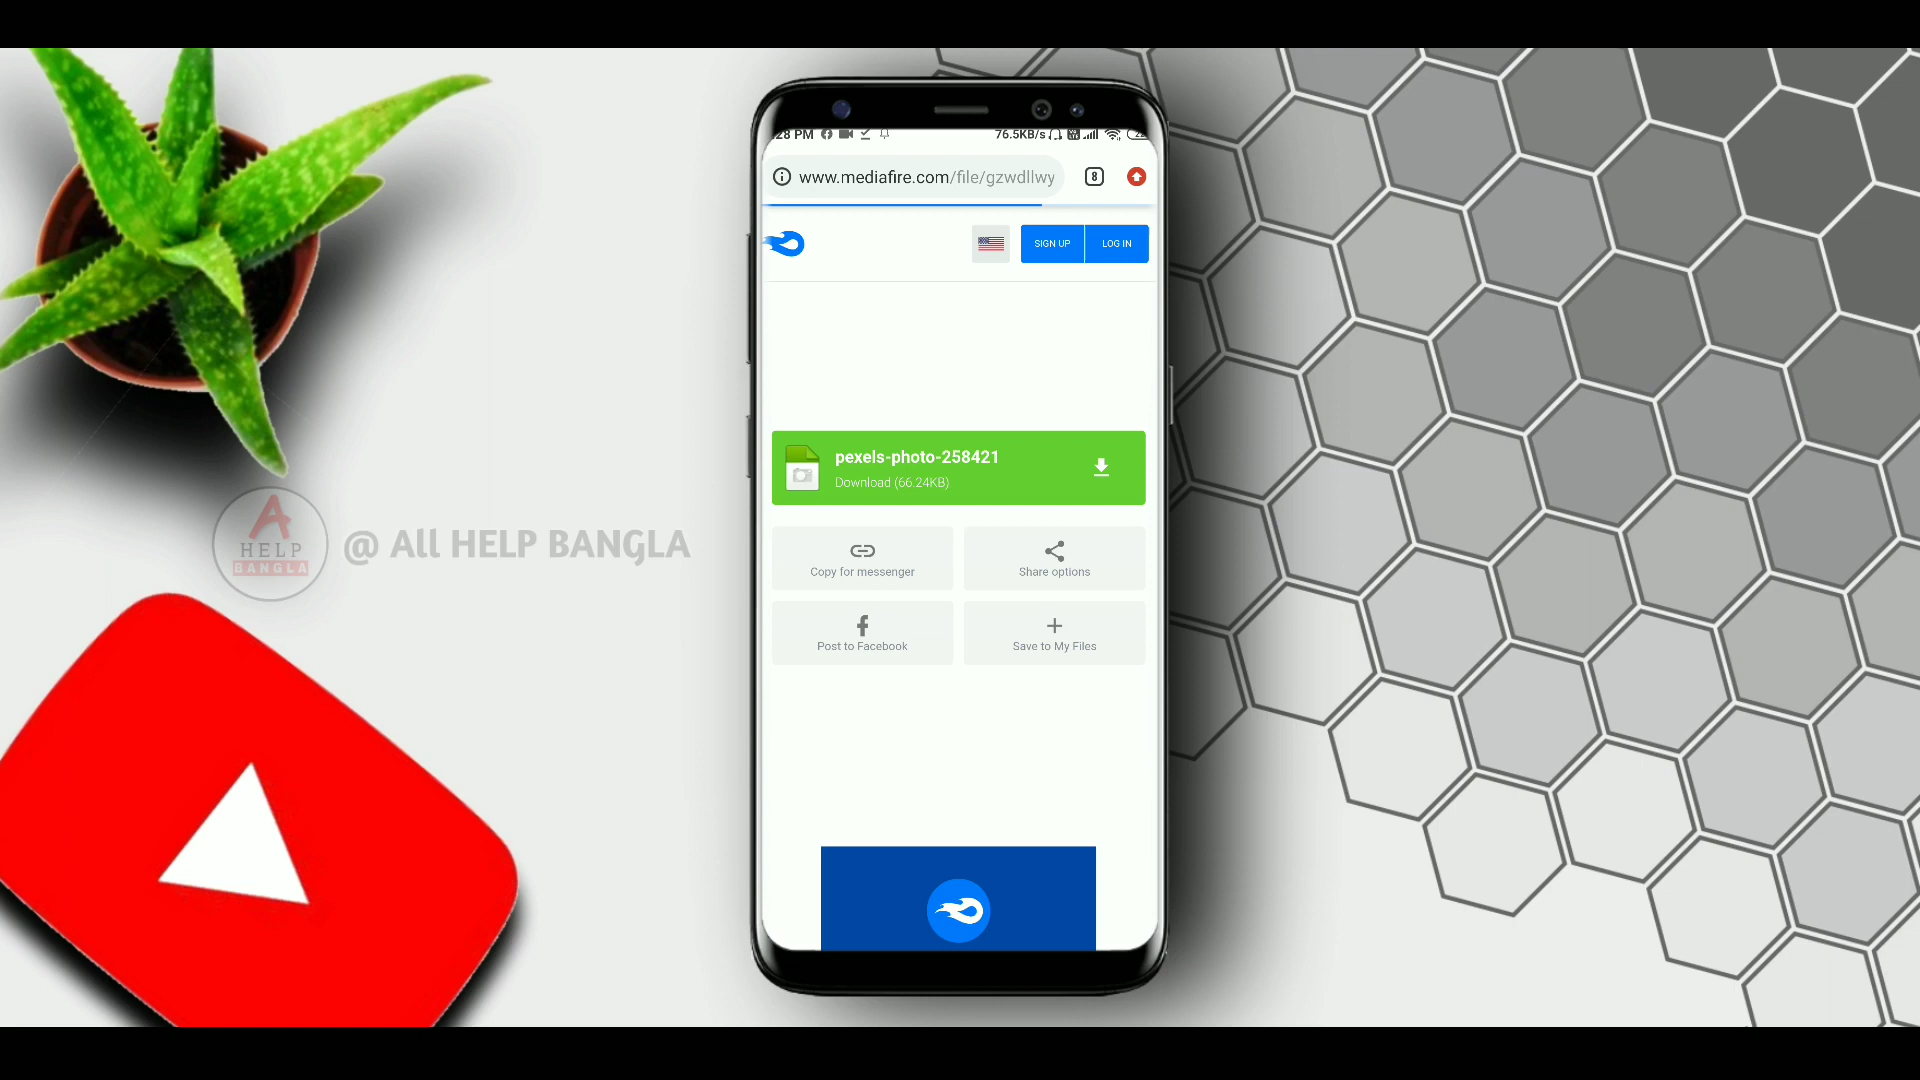 :28 PM
76.5KB/s
www.mediafire.com/file/gzwdllwy
8
SIGN UP
LOG IN
pexels-photo-258421
Download (66.24KB)
Copy for messenger
Share options
Post to Facebook
Save to My Files
A
HELP
BANGLA
@ All HELP BANGLA